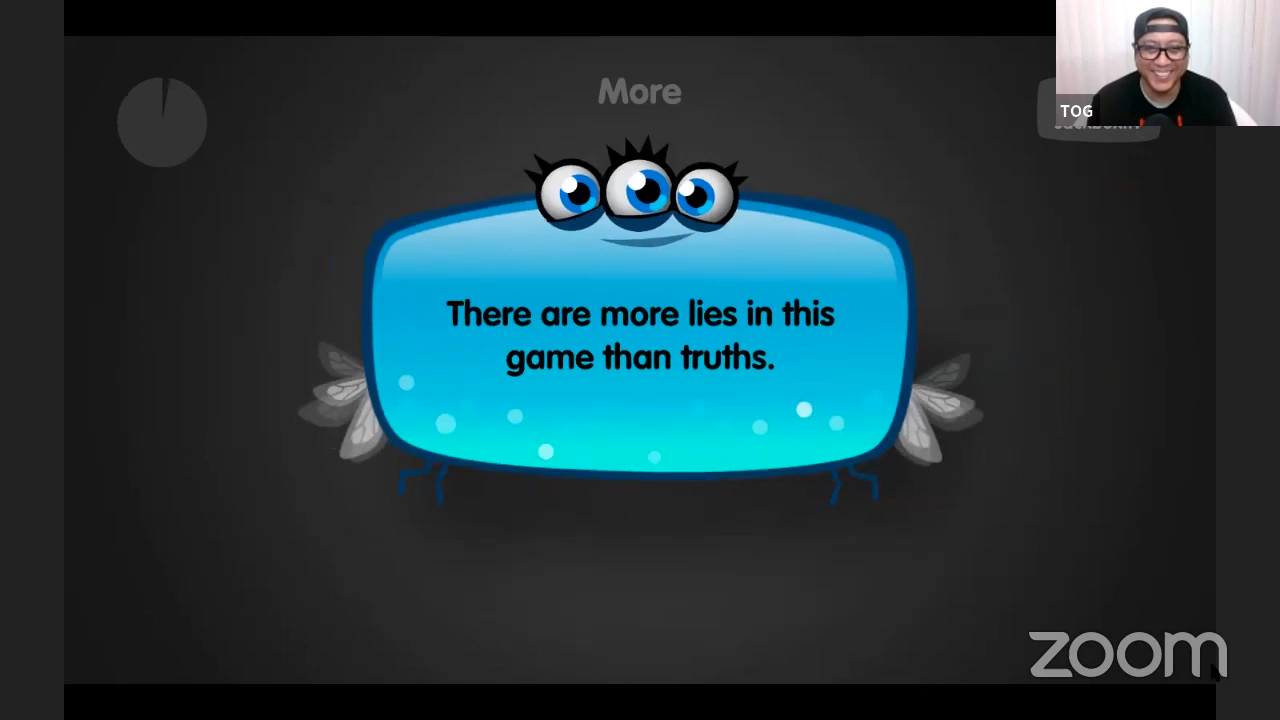 More
TOG
There are more lies in this
game than truths.
zoom